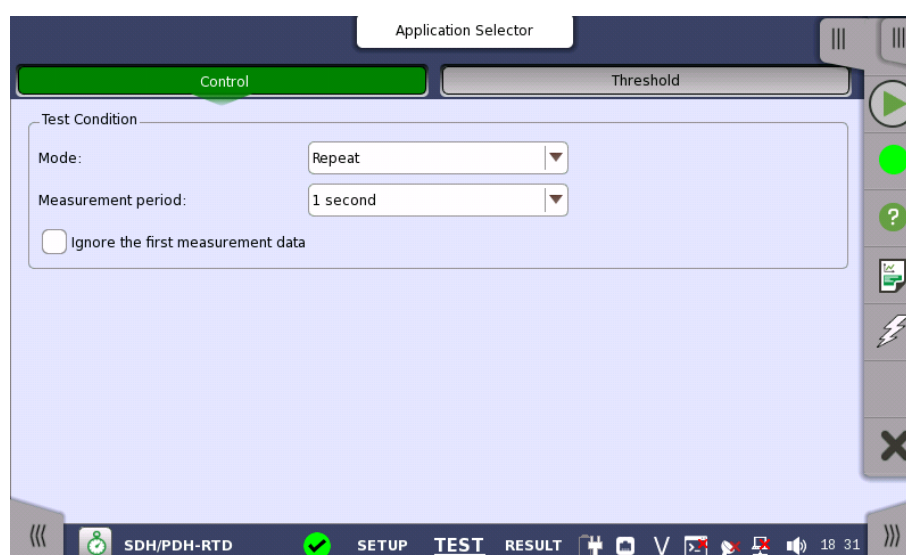 Application Selector
Control Threshold
Test Condition
Mode: Repeat
Measurement period: 1 second
Ignore the first measurement data
SDH/PDH-RTD SETUP TEST RESULT 18 31